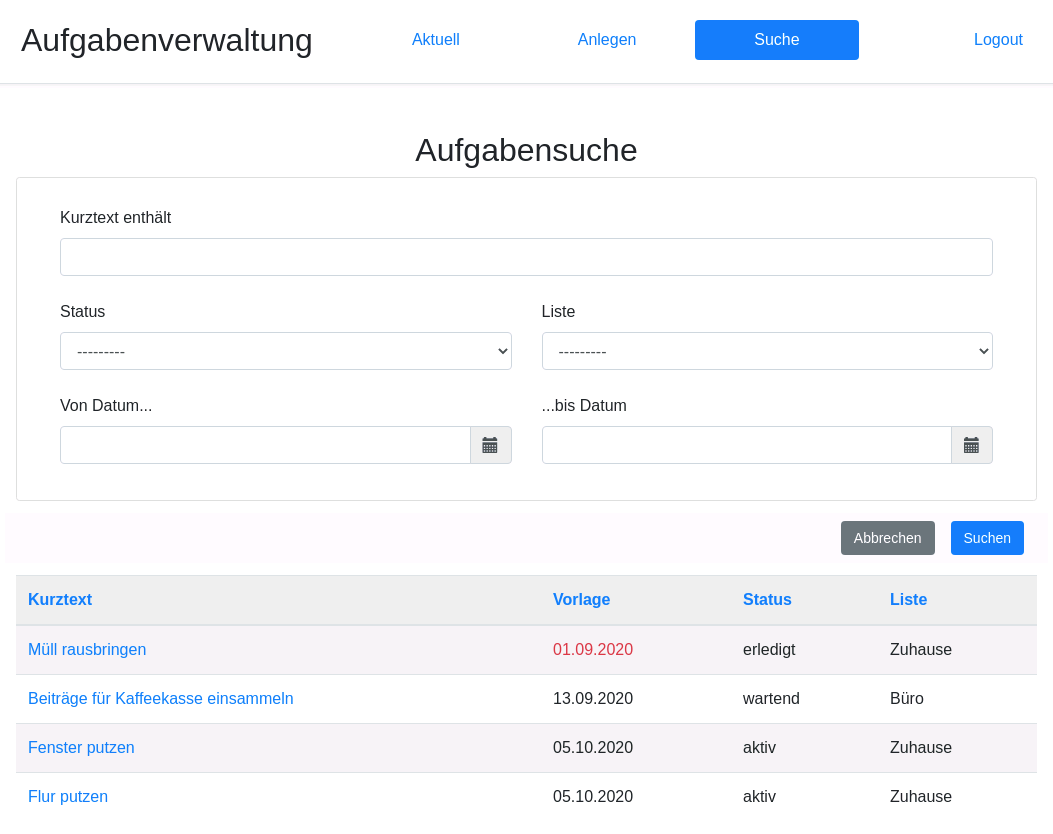 Aufgabenverwaltung Aktuell Anlegen Suche Logout
Aufgabensuche
Kurztext enthält
Status Liste
--------- ---------
Von Datum... ...bis Datum
Abbrechen Suchen
Kurztext Vorlage Status Liste
Müll rausbringen 01.09.2020 erledigt Zuhause
Beiträge für Kaffeekasse einsammeln 13.09.2020 wartend Büro
Fenster putzen 05.10.2020 aktiv Zuhause
Flur putzen 05.10.2020 aktiv Zuhause